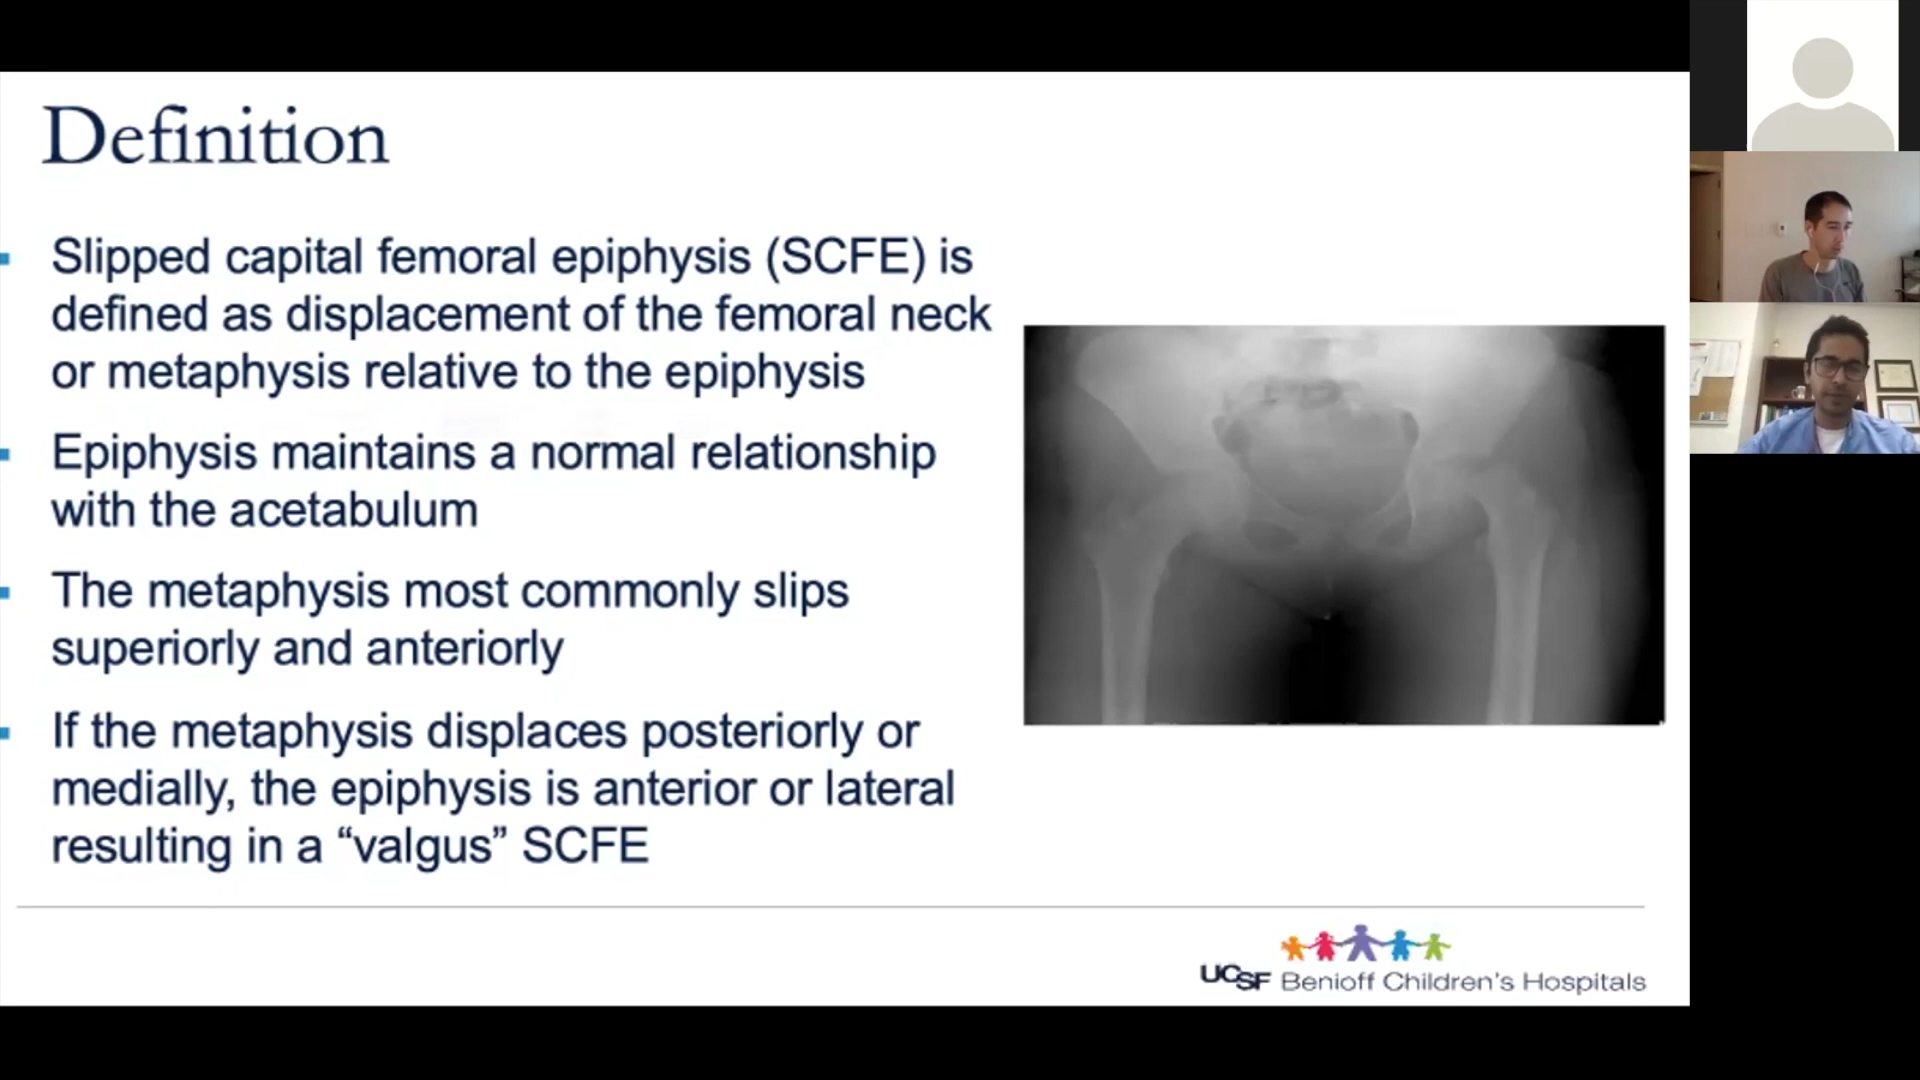 Definition
Slipped capital femoral epiphysis (SCFE) is
defined as displacement of the femoral neck
or metaphysis relative to the epiphysis
Epiphysis maintains a normal relationship
with the acetabulum
The metaphysis most commonly slips
superiorly and anteriorly
If the metaphysis displaces posteriorly or
medially, the epiphysis is anterior or lateral
resulting in a “valgus” SCFE
UCSF Benioff Children's Hospitals